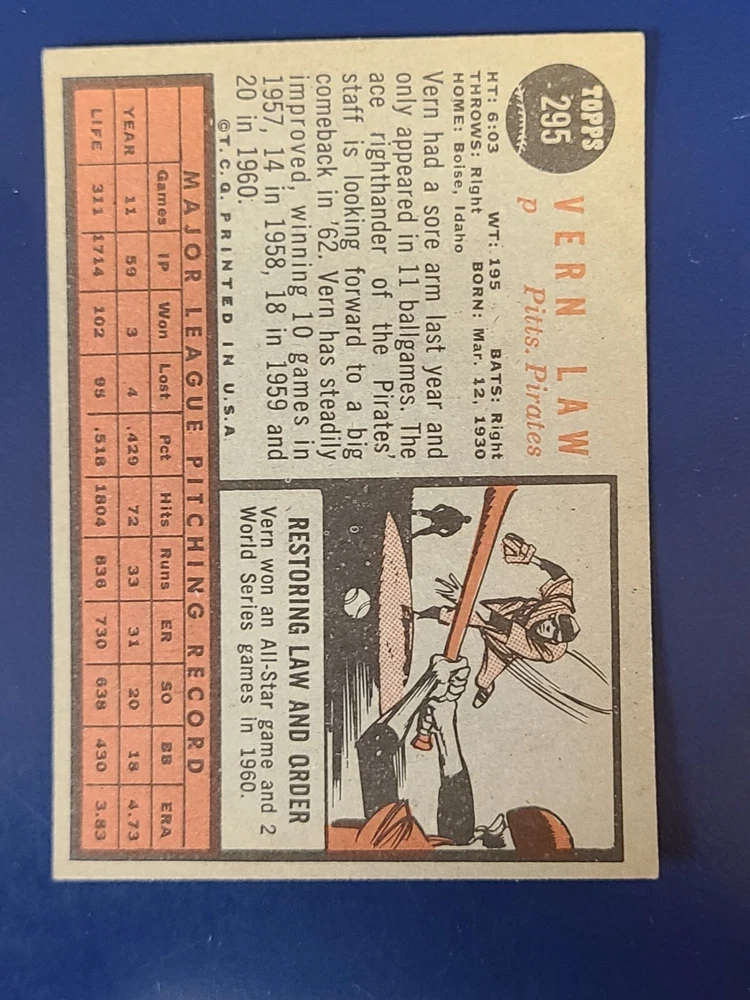 TOPPS
295
VERN LAW
p Pitts. Pirates
HT: 6:03 WT: 195 BATS: Right
THROWS: Right BORN: Mar. 12, 1930
HOME: Boise, Idaho
Vern had a sore arm last year and
only appeared in 11 ballgames. The
ace righthander of the Pirates'
staff is looking forward to a big
comeback in '62. Vern has steadily
improved, winning 10 games in
1957, 14 in 1958, 18 in 1959 and
20 in 1960.
©T. C. G. PRINTED IN U.S.A
RESTORING LAW AND ORDER
Vern won an All-Star game and 2
World Series games in 1960.
MAJOR LEAGUE PITCHING RECORD
Games IP Won Lost Pct Hits Runs ER SO BB ERA
YEAR 11 59 3 4 .429 72 33 31 20 18 4.73
LIFE 311 1714 102 95 .518 1804 836 730 638 430 3.83